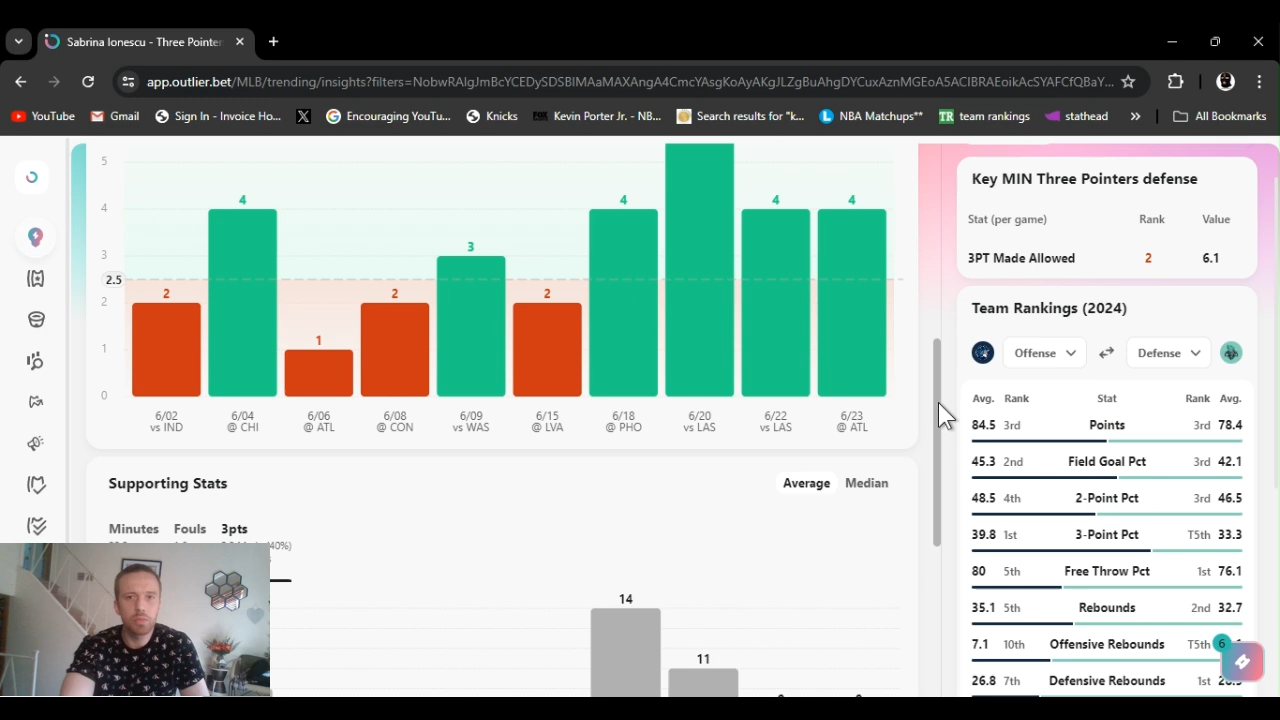 Sabrina Ionescu - Three Pointer
app.outlier.bet/MLB/trending/insights?filters=NobwRAlgJmBcYCEDySDSBlMAaMAXAngA4CmcYAsgKoAyAKgJLZgBuAhgDYCuxAznMGEoA5ACIBRAEoikAcSYAFCfQBaY...
YouTube Gmail Sign In - Invoice Ho... Encouraging YouTu... Knicks Kevin Porter Jr. - NB... Search results for "k... NBA Matchups** team rankings stathead » All Bookmarks
5
4
3
2.5
2
1
0
2 4 1 2 3 2 4 4 4
6/02 6/04 6/06 6/08 6/09 6/15 6/18 6/20 6/22 6/23
vs IND @ CHI @ ATL @ CON vs WAS @ LVA @ PHO vs LAS vs LAS @ ATL
Supporting Stats
Average Median
Minutes Fouls 3pts
(40%)
14
11
Key MIN Three Pointers defense
Stat (per game) Rank Value
3PT Made Allowed 2 6.1
Team Rankings (2024)
Offense Defense
Avg. Rank Stat Rank Avg.
84.5 3rd Points 3rd 78.4
45.3 2nd Field Goal Pct 3rd 42.1
48.5 4th 2-Point Pct 3rd 46.5
39.8 1st 3-Point Pct T5th 33.3
80 5th Free Throw Pct 1st 76.1
35.1 5th Rebounds 2nd 32.7
7.1 10th Offensive Rebounds T5th 6
26.8 7th Defensive Rebounds 1st